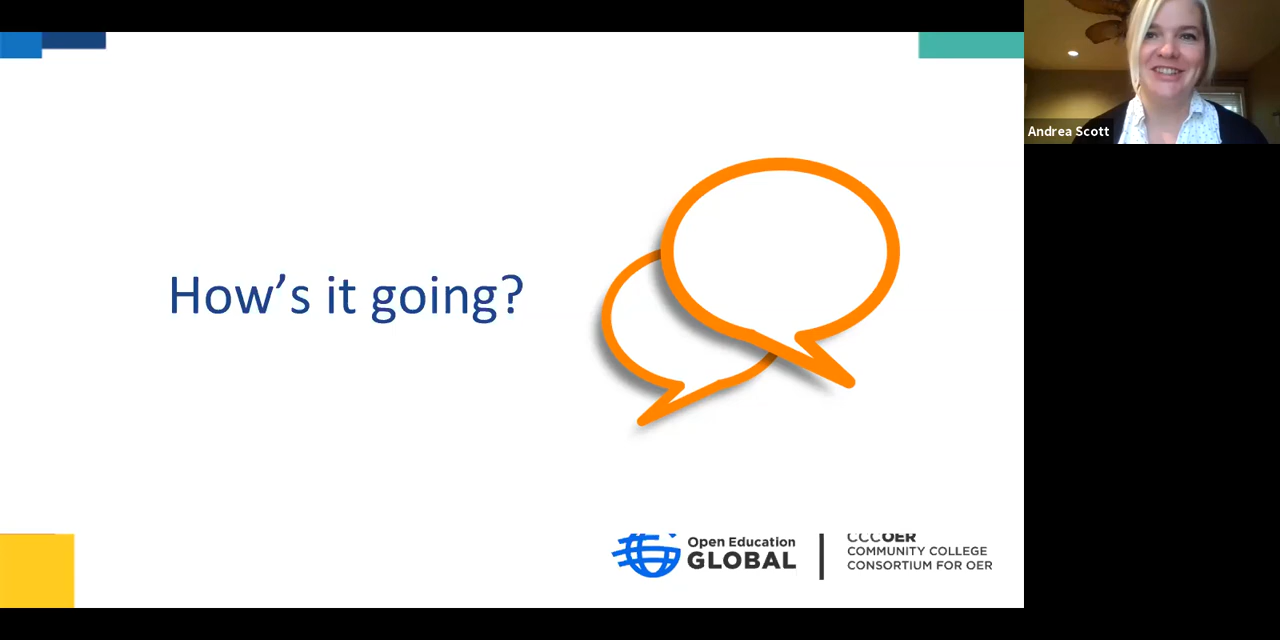 Andrea Scott
How’s it going?
Open Education
GLOBAL
CCCOER
COMMUNITY COLLEGE
CONSORTIUM FOR OER